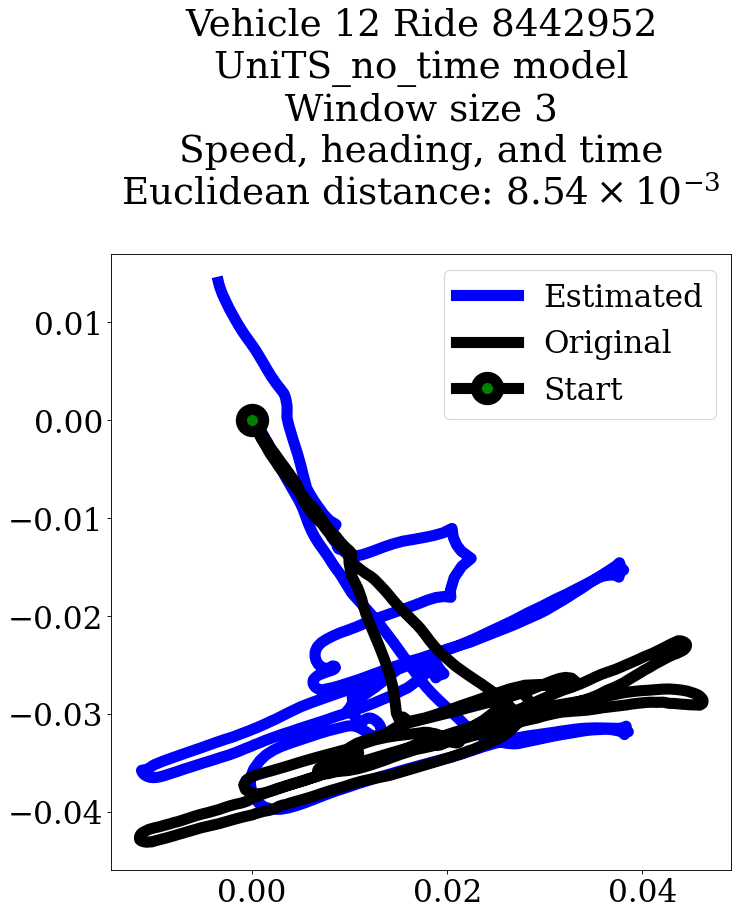 Vehicle 12 Ride 8442952
UniTS_no_time model
Window size 3
Speed, heading, and time
Euclidean distance: 8.54 × 10⁻³
Estimated
Original
Start
0.01
0.00
−0.01
−0.02
−0.03
−0.04
0.00 0.02 0.04